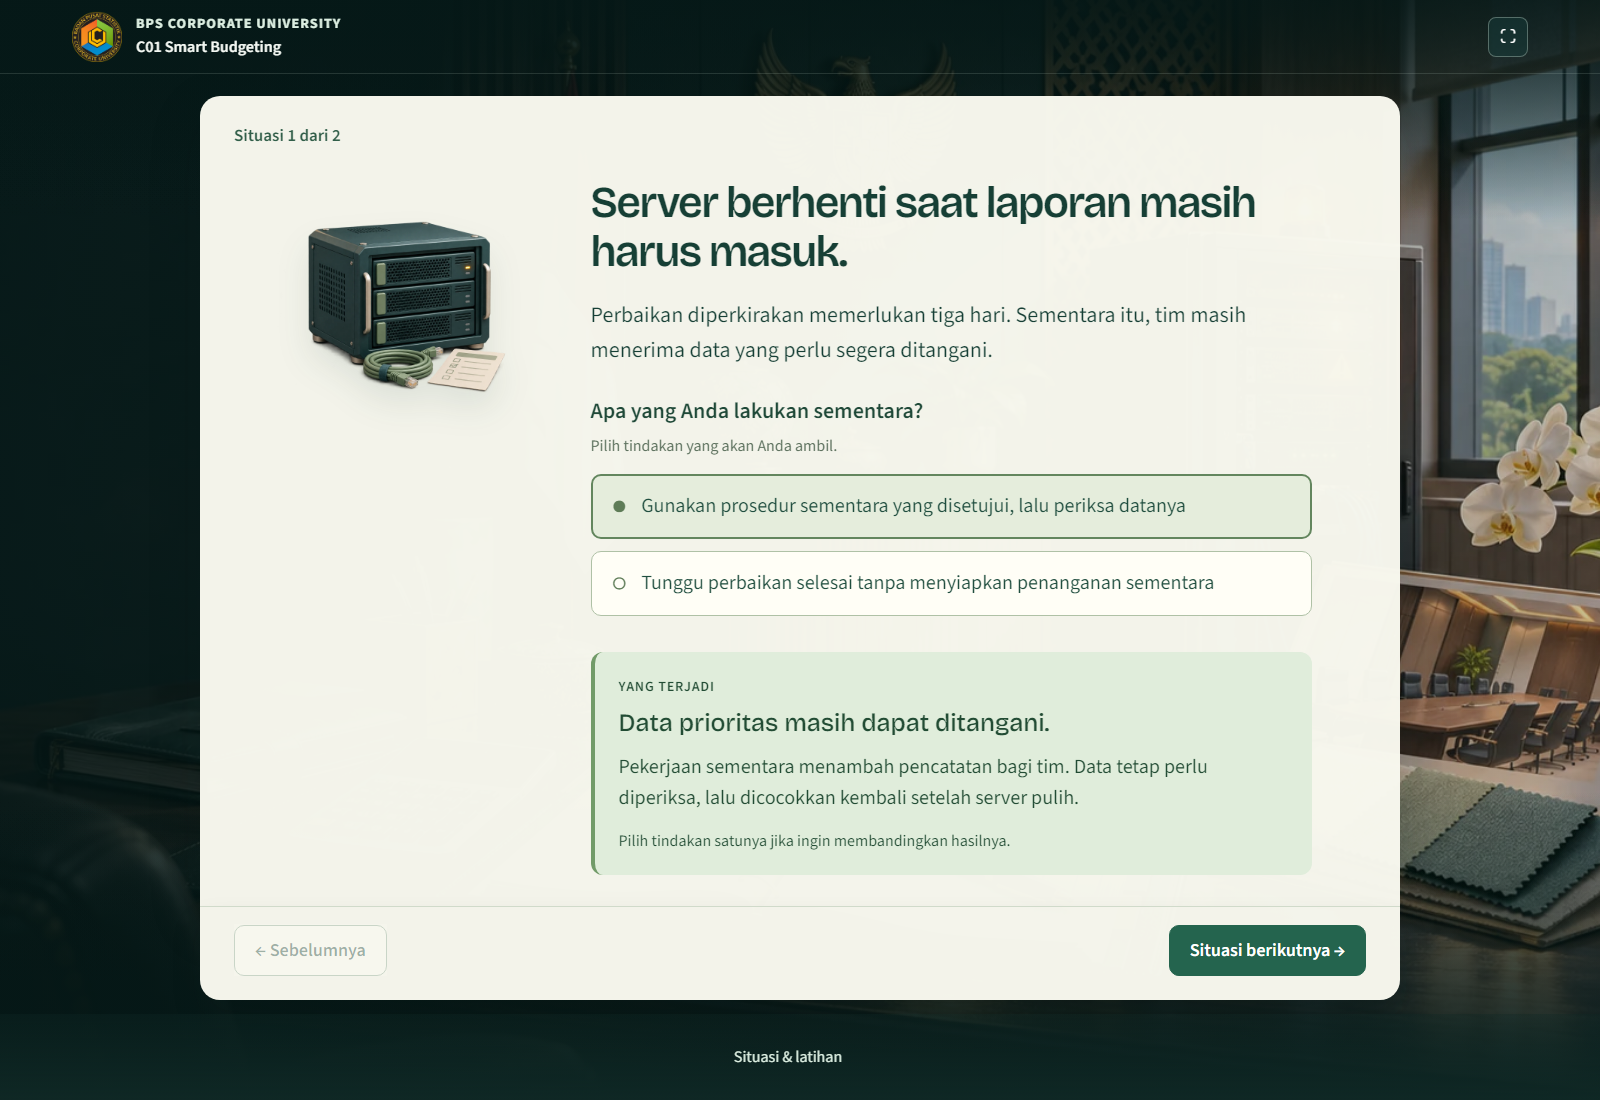 BPS CORPORATE UNIVERSITY
C01 Smart Budgeting
Situasi 1 dari 2
Server berhenti saat laporan masih
harus masuk.
Perbaikan diperkirakan memerlukan tiga hari. Sementara itu, tim masih
menerima data yang perlu segera ditangani.
Apa yang Anda lakukan sementara?
Pilih tindakan yang akan Anda ambil.
Gunakan prosedur sementara yang disetujui, lalu periksa datanya
Tunggu perbaikan selesai tanpa menyiapkan penanganan sementara
YANG TERJADI
Data prioritas masih dapat ditangani.
Pekerjaan sementara menambah pencatatan bagi tim. Data tetap perlu
diperiksa, lalu dicocokkan kembali setelah server pulih.
Pilih tindakan satunya jika ingin membandingkan hasilnya.
← Sebelumnya
Situasi berikutnya →
Situasi & latihan